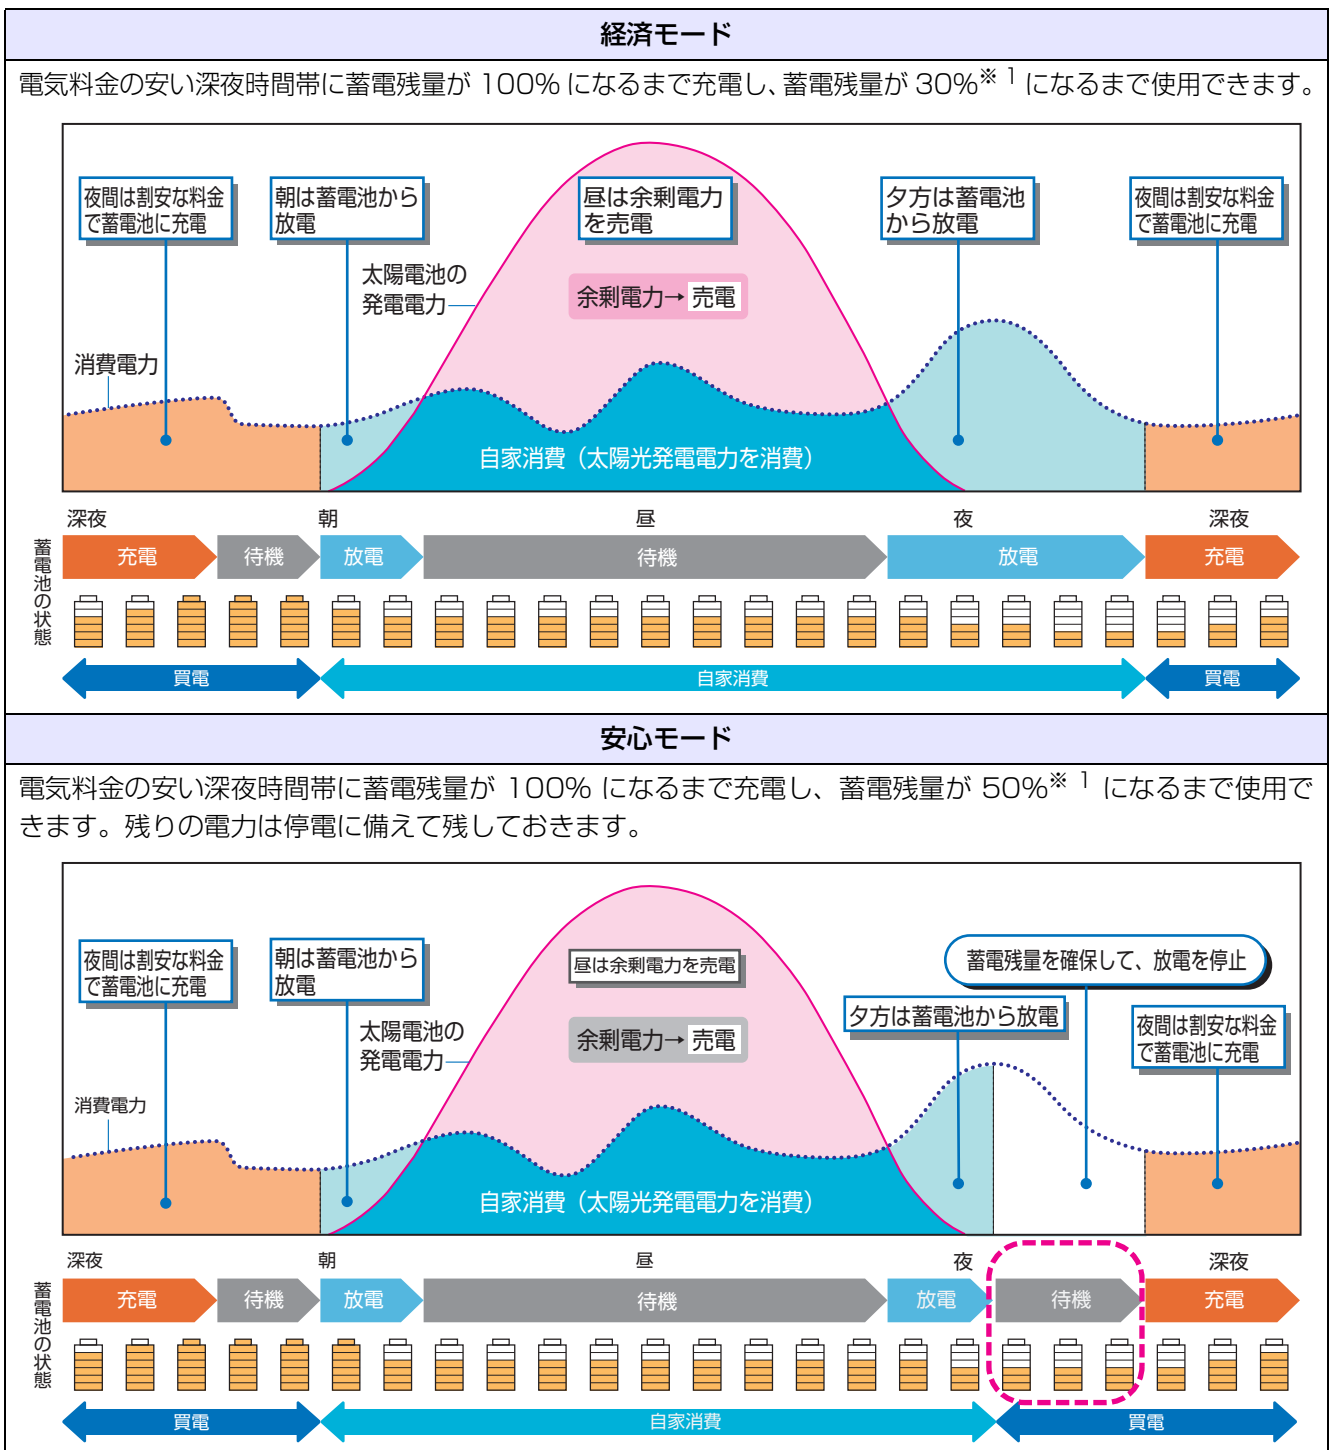 経済モード
電気料金の安い深夜時間帯に蓄電残量が 100% になるまで充電し、蓄電残量が 30%※1 になるまで使用できます。
夜間は割安な料金
で蓄電池に充電
朝は蓄電池から
放電
昼は余剰電力
を売電
夕方は蓄電池
から放電
夜間は割安な料金
で蓄電池に充電
太陽電池の
発電電力
余剰電力→ 売電
消費電力
自家消費（太陽光発電電力を消費）
深夜 朝 昼 夜 深夜
蓄電池の状態
充電 待機 放電 待機 放電 充電
買電 自家消費 買電
安心モード
電気料金の安い深夜時間帯に蓄電残量が 100% になるまで充電し、蓄電残量が 50%※1 になるまで使用で
きます。残りの電力は停電に備えて残しておきます。
夜間は割安な料金
で蓄電池に充電
朝は蓄電池から
放電
昼は余剰電力を売電
蓄電残量を確保して、放電を停止
夕方は蓄電池から放電
夜間は割安な料金
で蓄電池に充電
太陽電池の
発電電力
余剰電力→ 売電
消費電力
自家消費（太陽光発電電力を消費）
深夜 朝 昼 夜 深夜
蓄電池の状態
充電 待機 放電 待機 放電 待機 充電
買電 自家消費 買電